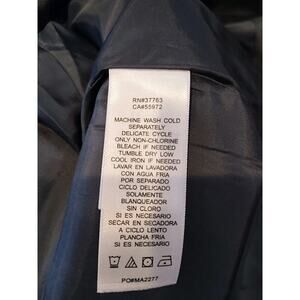 RN#37763
CA#55972
MACHINE WASH COLD
SEPARATELY
DELICATE CYCLE
ONLY NON-CHLORINE
BLEACH IF NEEDED
TUMBLE DRY LOW
COOL IRON IF NEEDED
LAVAR EN LAVADORA
CON AGUA FRIA
POR SEPARADO
CICLO DELICADO
SOLAMENTE
BLANQUEADOR
SIN CLORO
SI ES NECESARIO
SECAR EN SECADORA
A CICLO LENTO
PLANCHA FRIA
SI ES NECESARIO
PO#MA2277